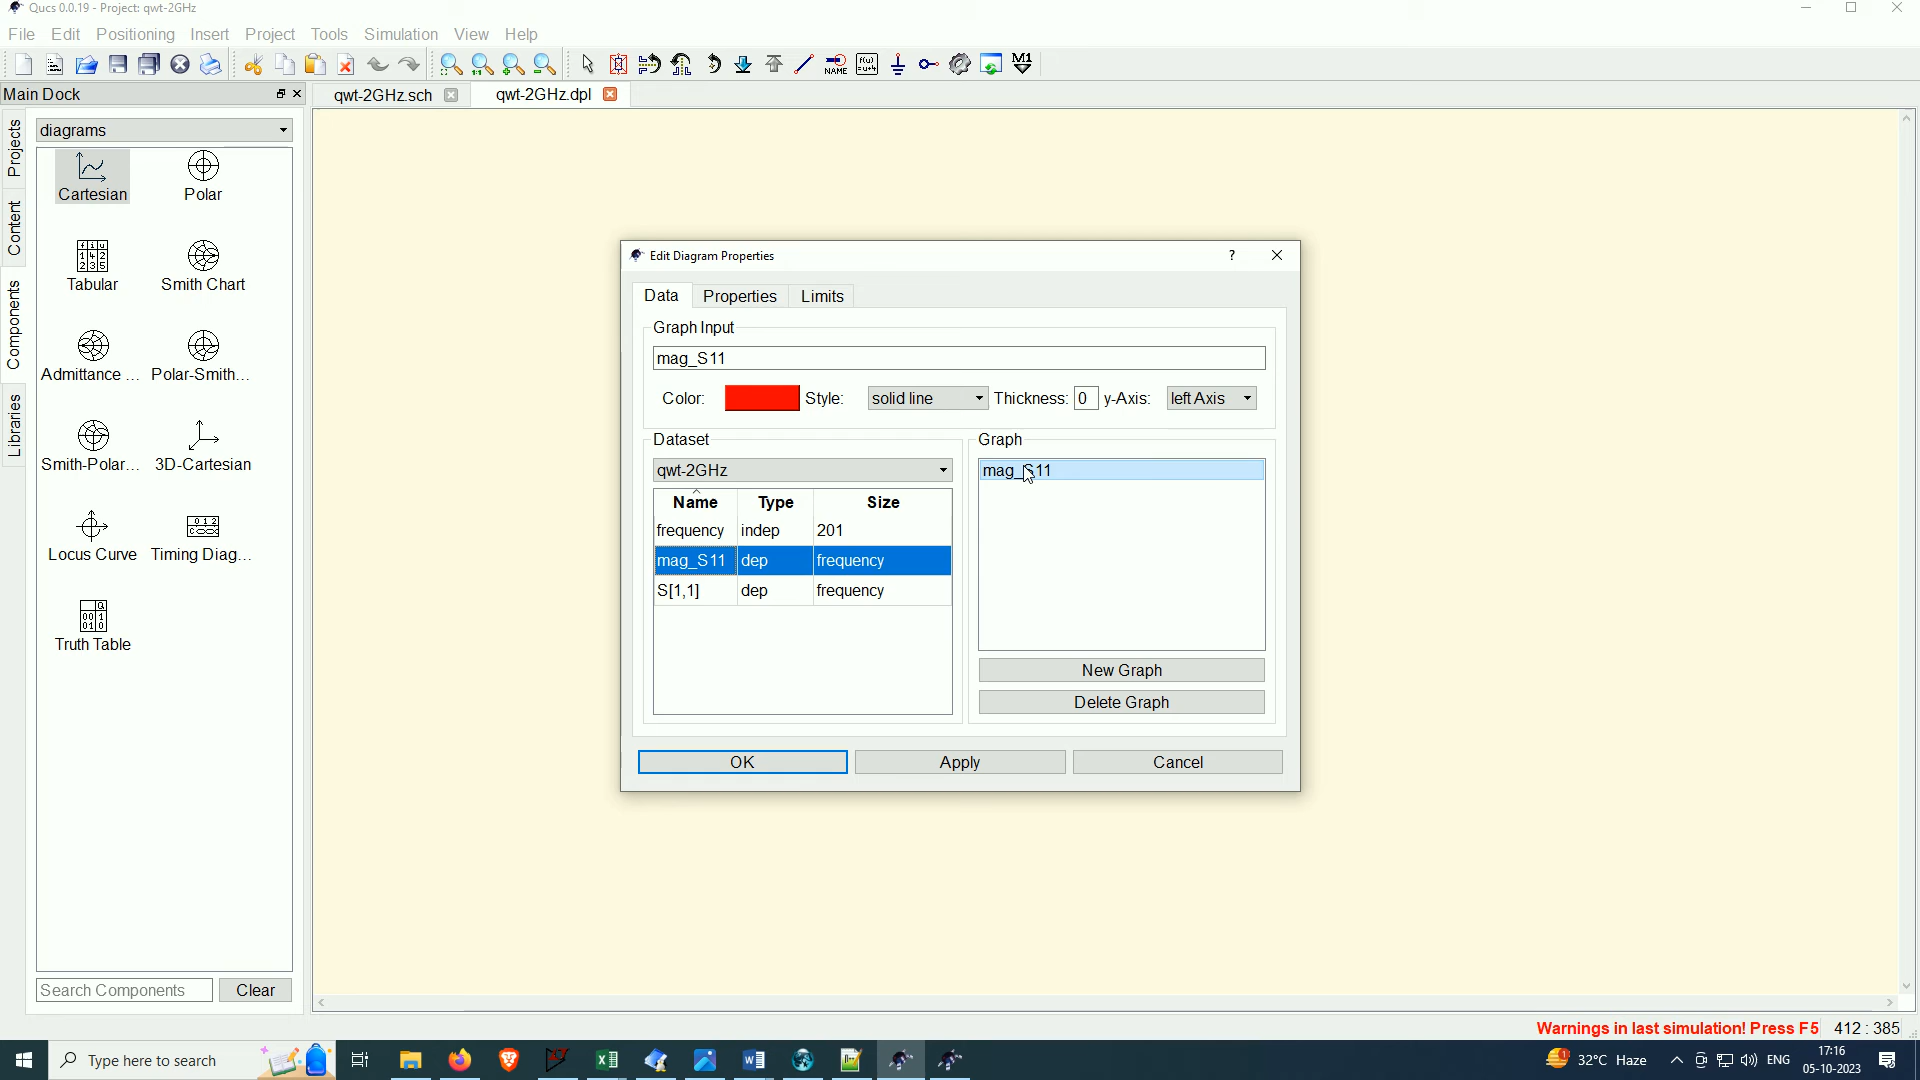 Qucs 0.0.19 - Project: qwt-2GHz
File Edit Positioning Insert Project Tools Simulation View Help
NAME
M1
Main Dock
qwt-2GHz.sch
qwt-2GHz.dpl
Projects
Content
Components
Libraries
diagrams
Cartesian
Polar
Tabular
Smith Chart
Admittance ...
Polar-Smith...
Smith-Polar...
3D-Cartesian
Locus Curve
Timing Diag...
Truth Table
Search Components
Clear
Edit Diagram Properties
?
Data
Properties
Limits
Graph Input
mag_S11
Color:
Style:
solid line
Thickness:
0
y-Axis:
left Axis
Dataset
qwt-2GHz
Name Type Size
frequency indep 201
mag_S11 dep frequency
S[1,1] dep frequency
Graph
mag_S11
New Graph
Delete Graph
OK
Apply
Cancel
Warnings in last simulation! Press F5
412 : 385
Type here to search
32°C Haze
ENG
17:16
05-10-2023